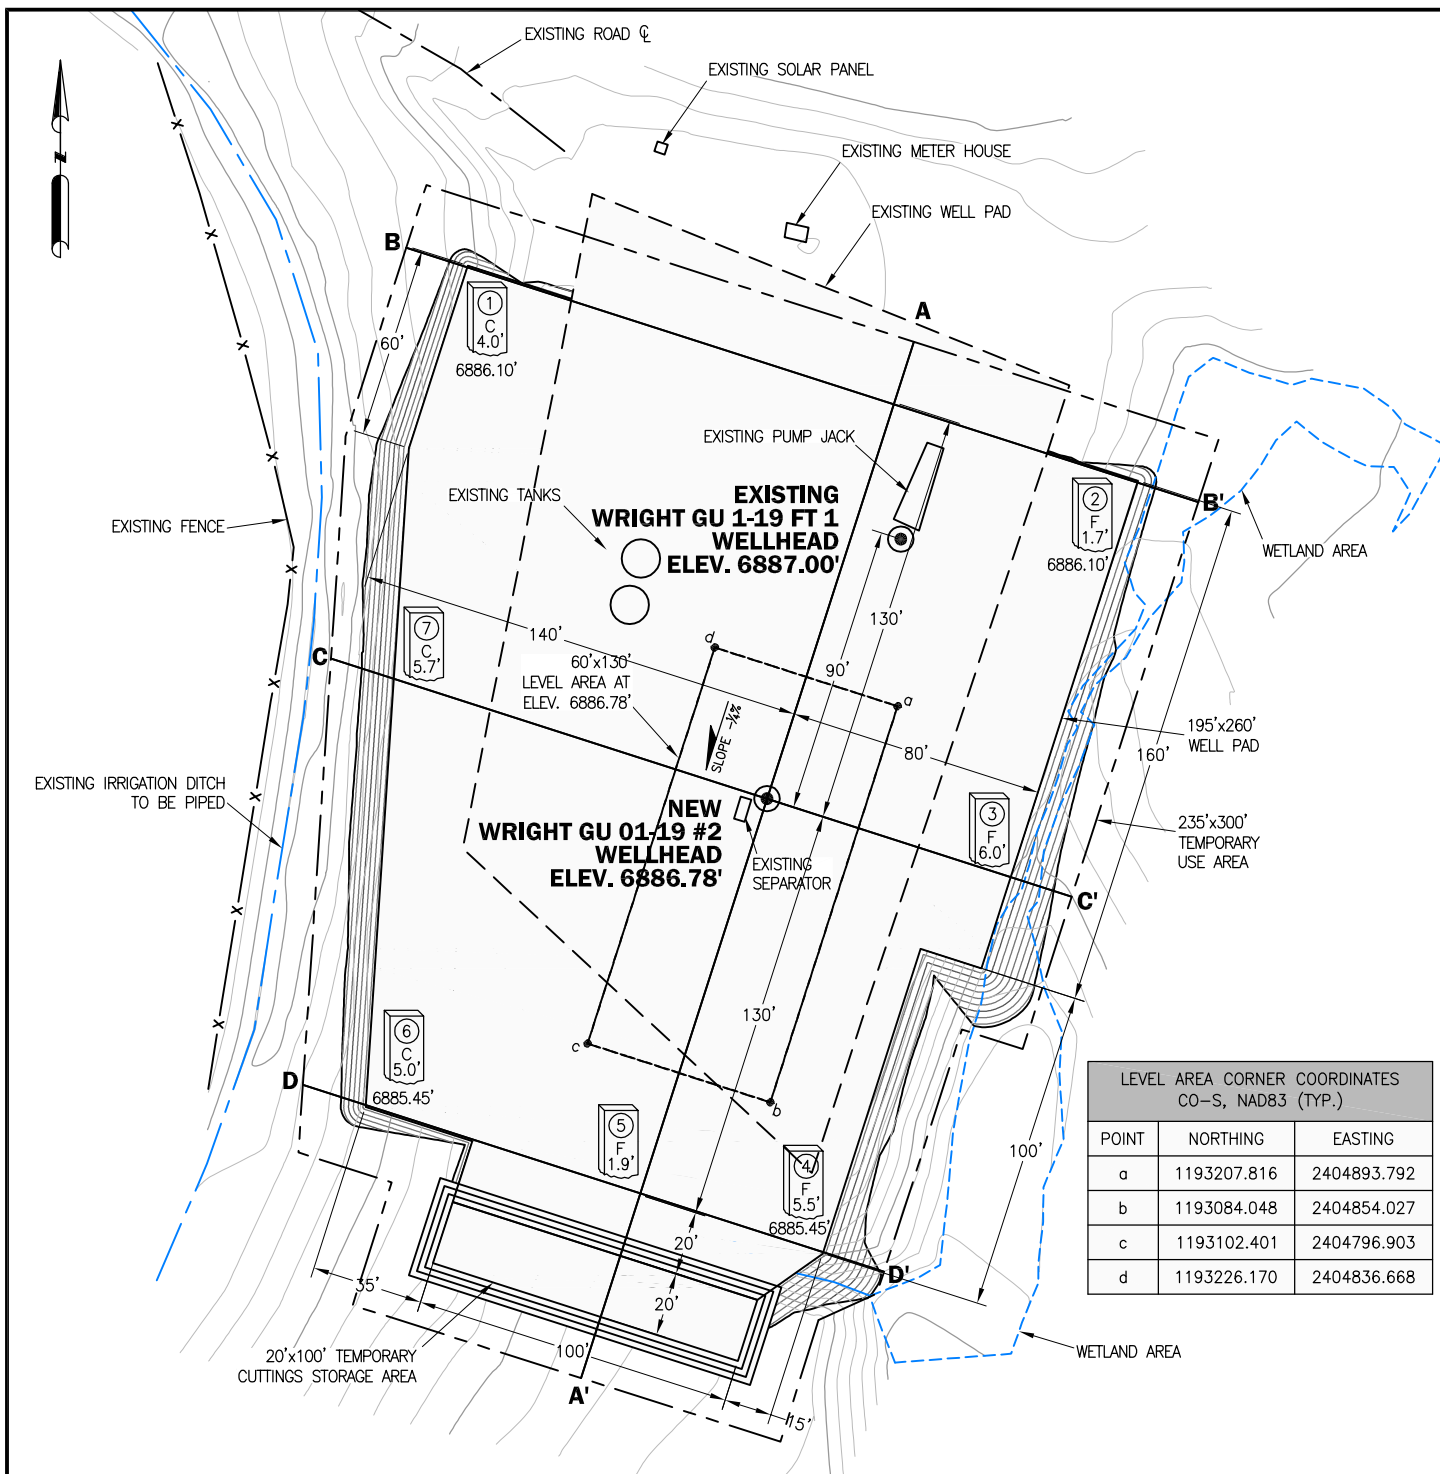 EXISTING ROAD ℄
EXISTING SOLAR PANEL
EXISTING METER HOUSE
EXISTING WELL PAD
N
B
A
1
C
4.0'
6886.10'
60'
EXISTING PUMP JACK
EXISTING TANKS
EXISTING
WRIGHT GU 1-19 FT 1
WELLHEAD
ELEV. 6887.00'
2
F
1.7'
6886.10'
B'
WETLAND AREA
EXISTING FENCE
X
X
X
X
X
X
X
X
X
X
130'
7
C
5.7'
140'
d
90'
C
60'x130'
LEVEL AREA AT
ELEV. 6886.78'
a
SLOPE -¼%
80'
195'x260'
WELL PAD
160'
EXISTING IRRIGATION DITCH
TO BE PIPED
NEW
WRIGHT GU 01-19 #2
WELLHEAD
ELEV. 6886.78'
EXISTING
SEPARATOR
3
F
6.0'
235'x300'
TEMPORARY
USE AREA
C'
130'
6
C
5.0'
6885.45'
c
D
b
5
F
1.9'
4
F
5.5'
6885.45'
100'
LEVEL AREA CORNER COORDINATES
CO-S, NAD83 (TYP.)
POINT NORTHING EASTING
a 1193207.816 2404893.792
b 1193084.048 2404854.027
c 1193102.401 2404796.903
d 1193226.170 2404836.668
20'
D'
35'
20'
20'x100' TEMPORARY
CUTTINGS STORAGE AREA
100'
WETLAND AREA
A'
15'